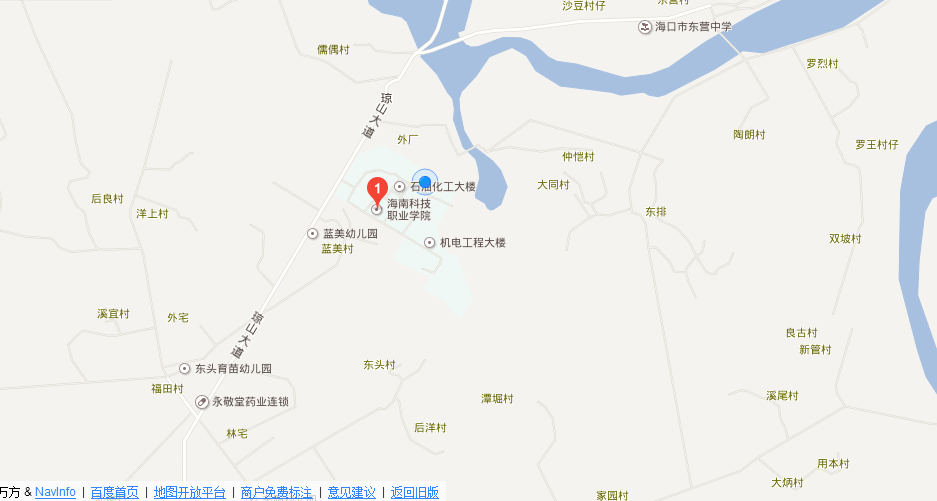 沙豆村仔
东营村
海口市东营中学
儒偶村
罗烈村
琼山大道
陶朗村
外厂
罗王村仔
仲恺村
石油化工大楼
大同村
1
后良村
海南科技
职业学院
洋上村
东排
蓝美幼儿园
机电工程大楼
双坡村
蓝美村
溪宜村
外宅
琼山大道
良古村
新管村
东头育苗幼儿园
东头村
福田村
溪尾村
潭堀村
永敬堂药业连锁
后洋村
林宅
用本村
大炳村
家园村
万方 & NavInfo | 百度首页 | 地图开放平台 | 商户免费标注 | 意见建议 | 返回旧版